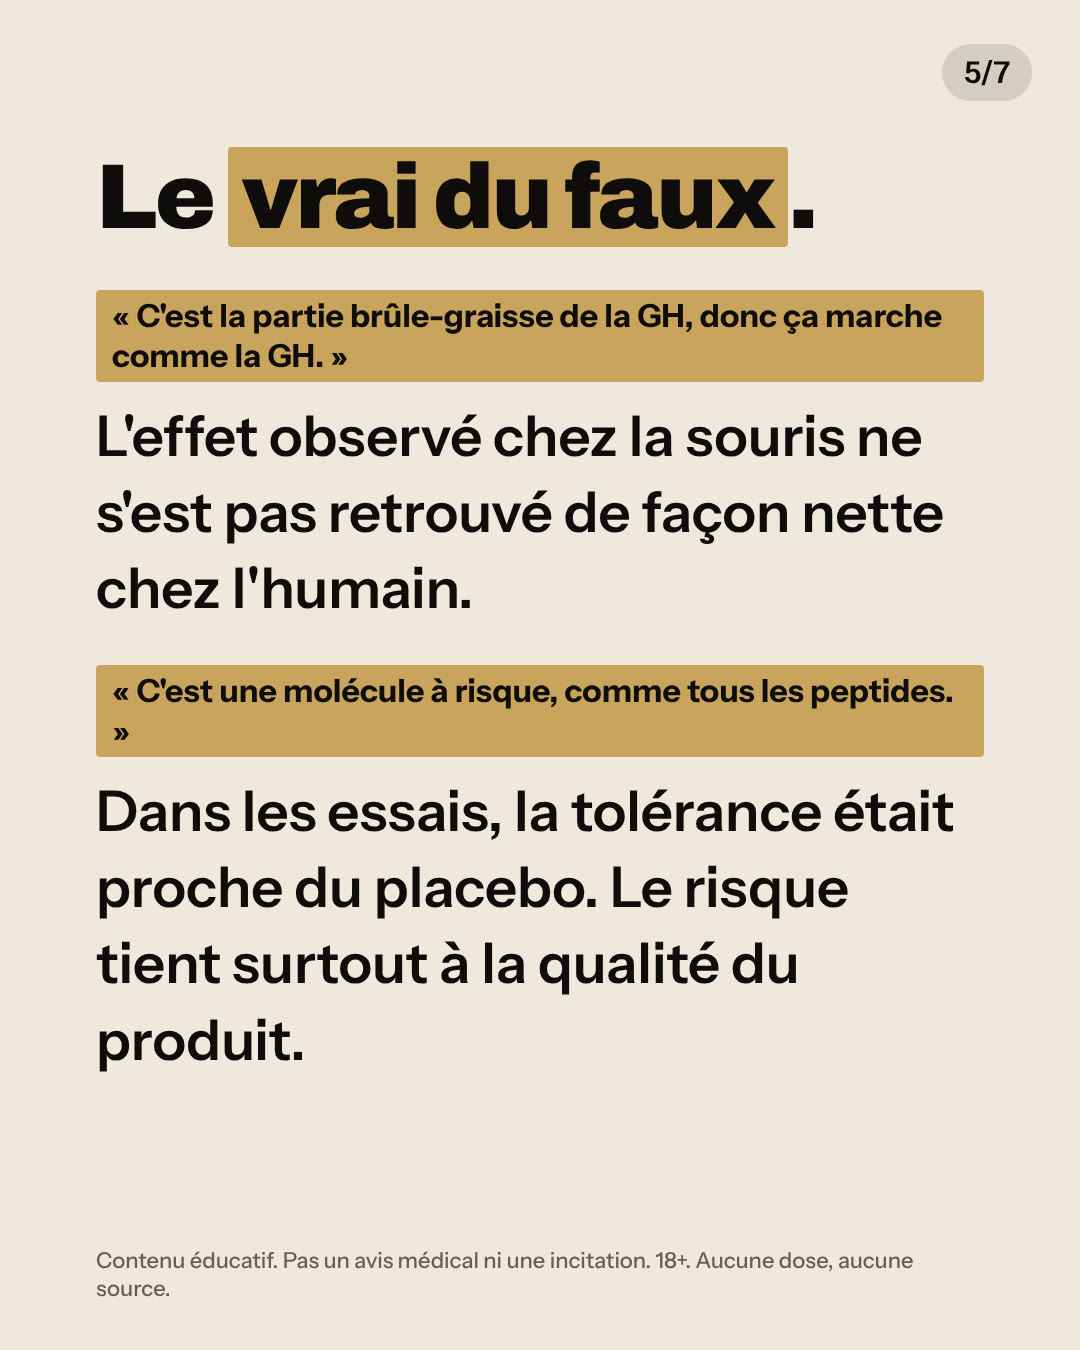 5/7
Le vrai du faux.
« C'est la partie brûle-graisse de la GH, donc ça marche
comme la GH. »
L'effet observé chez la souris ne
s'est pas retrouvé de façon nette
chez l'humain.
« C'est une molécule à risque, comme tous les peptides.
»
Dans les essais, la tolérance était
proche du placebo. Le risque
tient surtout à la qualité du
produit.
Contenu éducatif. Pas un avis médical ni une incitation. 18+. Aucune dose, aucune
source.